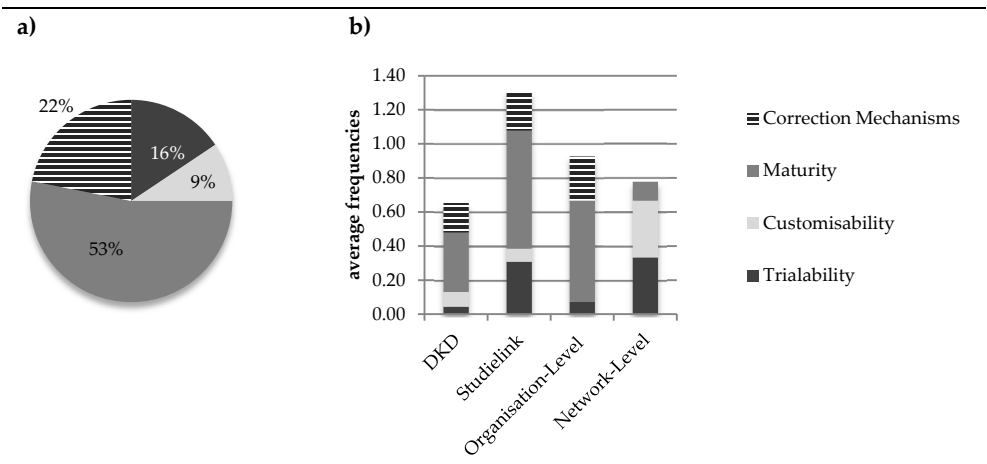 a)
22%
16%
9%
53%
b)
average frequencies
1.40
1.20
1.00
0.80
0.60
0.40
0.20
0.00
DKD
Studielink
Organisation-Level
Network-Level
Correction Mechanisms
Maturity
Customisability
Trialability